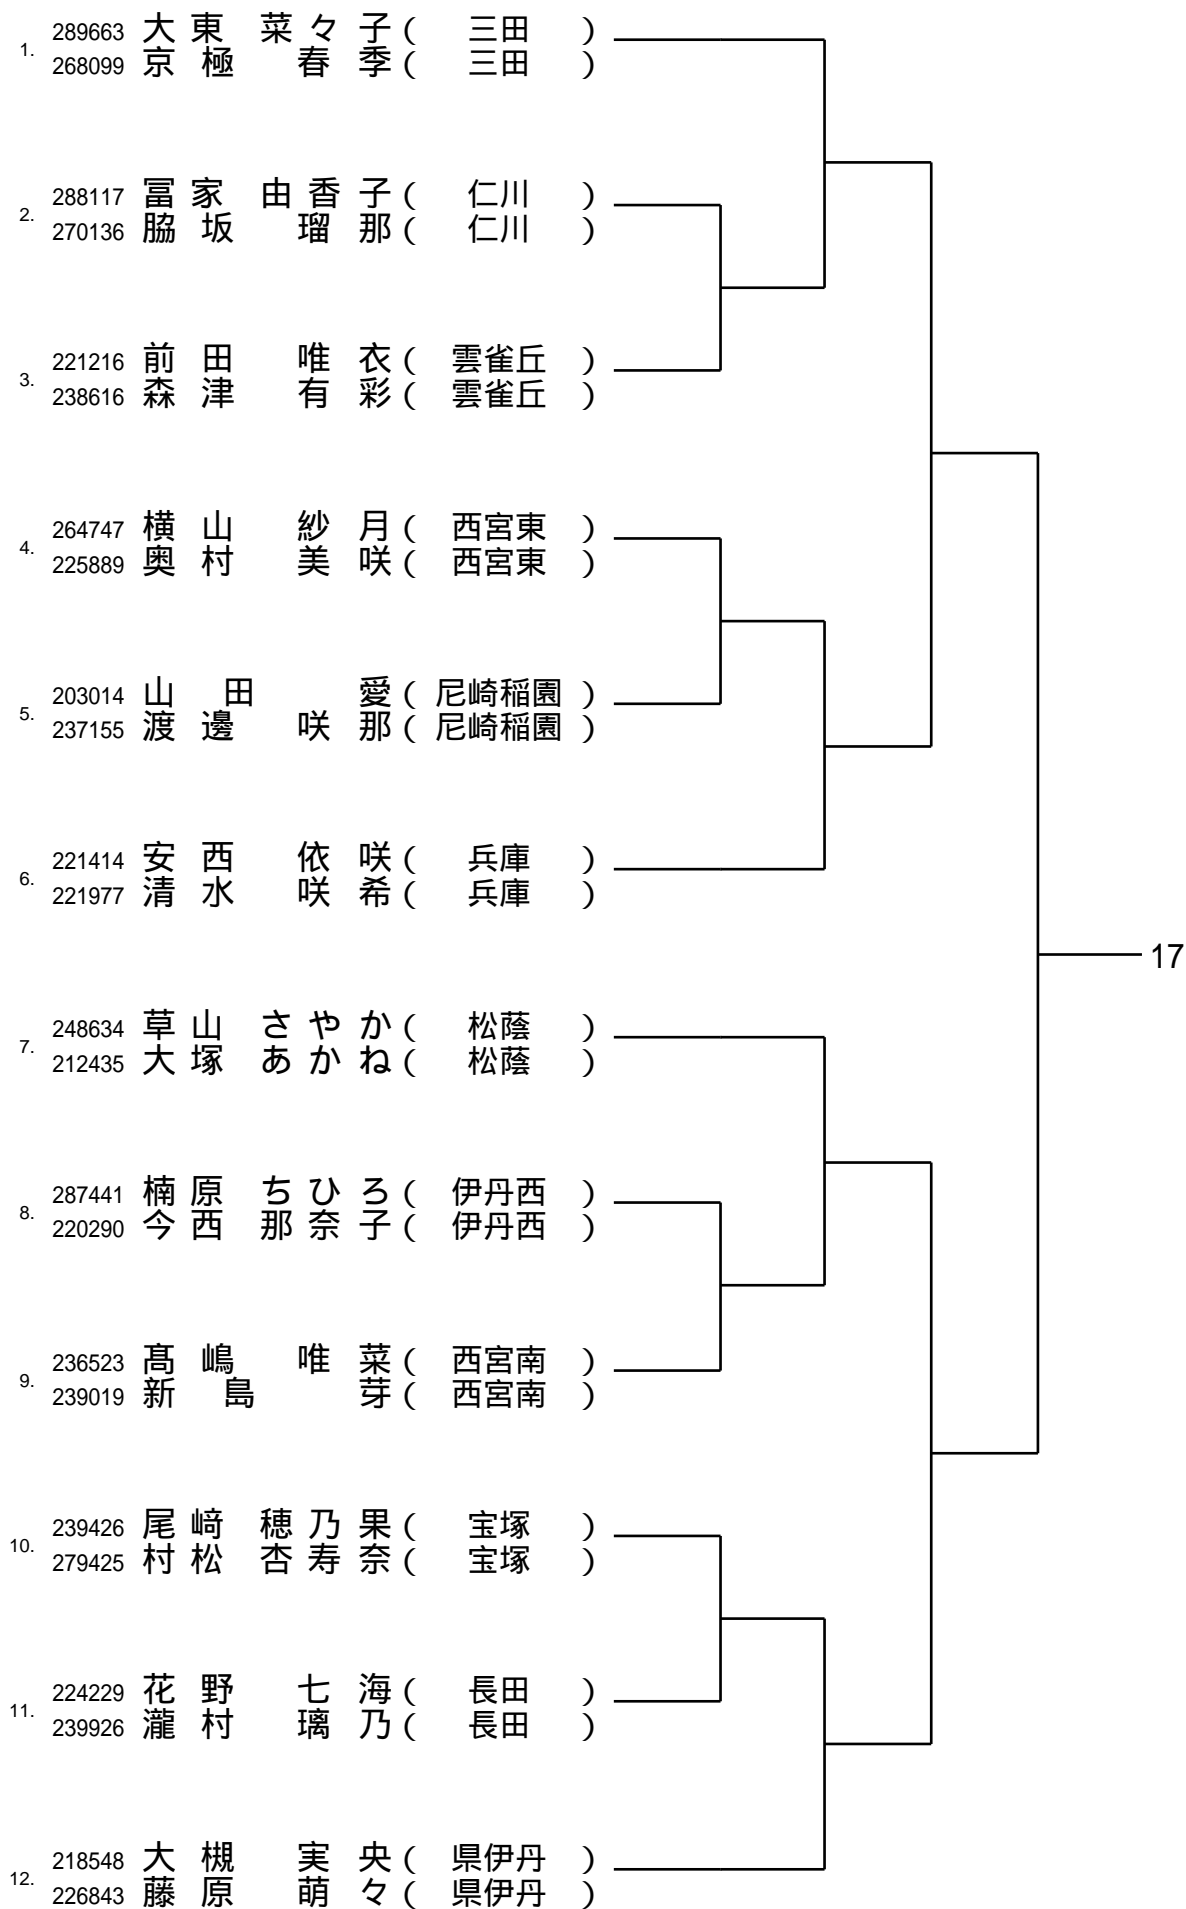 1. 289663 大東 菜々子 ( 三田 )
268099 京極 春季 ( 三田 )
2. 288117 冨家 由香子 ( 仁川 )
270136 脇坂 瑠那 ( 仁川 )
3. 221216 前田 唯衣 ( 雲雀丘 )
238616 森津 有彩 ( 雲雀丘 )
4. 264747 横山 紗月 ( 西宮東 )
225889 奥村 美咲 ( 西宮東 )
5. 203014 山田 愛 ( 尼崎稲園 )
237155 渡邊 咲那 ( 尼崎稲園 )
6. 221414 安西 依咲 ( 兵庫 )
221977 清水 咲希 ( 兵庫 )
17
7. 248634 草山 さやか ( 松蔭 )
212435 大塚 あかね ( 松蔭 )
8. 287441 楠原 ちひろ ( 伊丹西 )
220290 今西 那奈子 ( 伊丹西 )
9. 236523 髙嶋 唯菜 ( 西宮南 )
239019 新島 芽 ( 西宮南 )
10. 239426 尾﨑 穂乃果 ( 宝塚 )
279425 村松 杏寿奈 ( 宝塚 )
11. 224229 花野 七海 ( 長田 )
239926 瀧村 璃乃 ( 長田 )
12. 218548 大槻 実央 ( 県伊丹 )
226843 藤原 萌々 ( 県伊丹 )